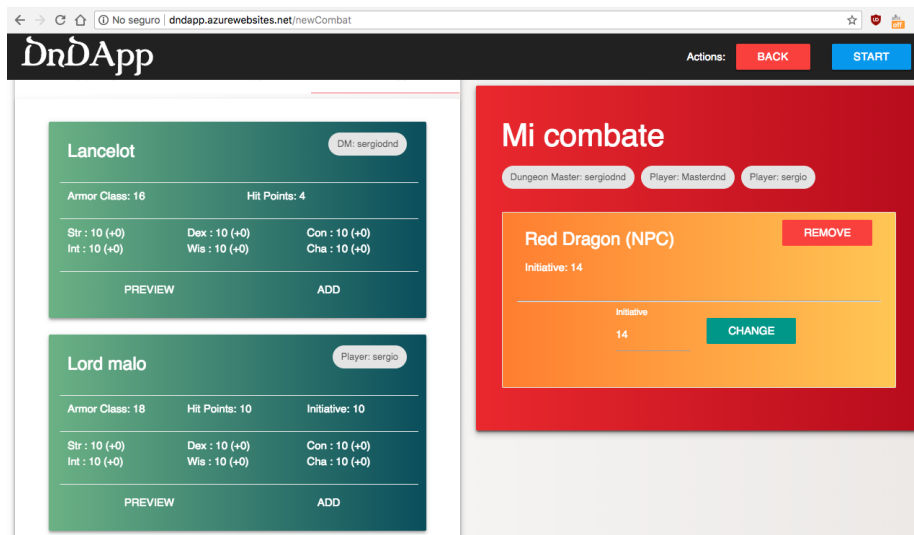 No seguro | dndapp.azurewebsites.net/newCombat
off
DnDApp
Actions: BACK START
Lancelot
DM: sergiodnd
Armor Class: 16 Hit Points: 4
Str : 10 (+0) Dex : 10 (+0) Con : 10 (+0)
Int : 10 (+0) Wis : 10 (+0) Cha : 10 (+0)
PREVIEW ADD
Lord malo
Player: sergio
Armor Class: 18 Hit Points: 10 Initiative: 10
Str : 10 (+0) Dex : 10 (+0) Con : 10 (+0)
Int : 10 (+0) Wis : 10 (+0) Cha : 10 (+0)
PREVIEW ADD
Mi combate
Dungeon Master: sergiodnd Player: Masterdnd Player: sergio
Red Dragon (NPC) REMOVE
Initiative: 14
Initiative
14 CHANGE